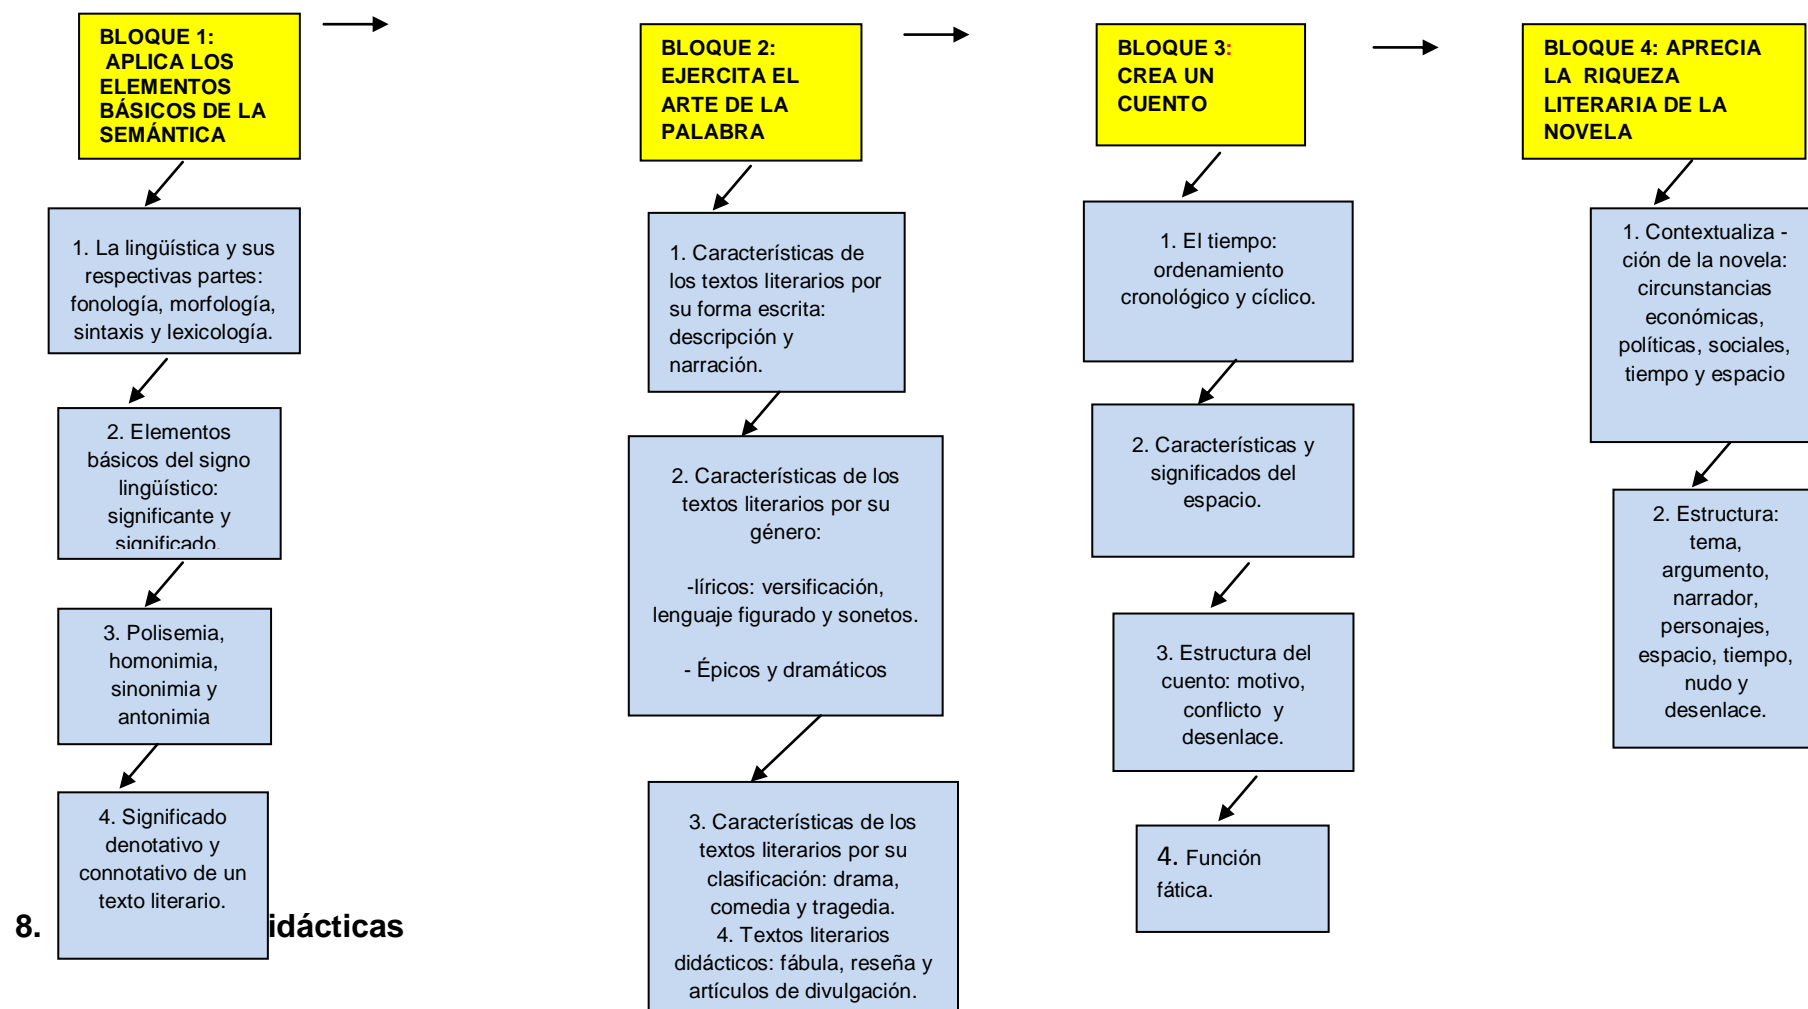 BLOQUE 1:
APLICA LOS
ELEMENTOS
BÁSICOS DE LA
SEMÁNTICA
1. La lingüística y sus
respectivas partes:
fonología, morfología,
sintaxis y lexicología.
2. Elementos
básicos del signo
lingüístico:
significante y
significado.
3. Polisemia,
homonimia,
sinonimia y
antonimia
4. Significado
denotativo y
connotativo de un
texto literario.
8. idácticas
BLOQUE 2:
EJERCITA EL
ARTE DE LA
PALABRA
1. Características de
los textos literarios por
su forma escrita:
descripción y
narración.
2. Características de los
textos literarios por su
género:
-líricos: versificación,
lenguaje figurado y sonetos.
- Épicos y dramáticos
3. Características de los
textos literarios por su
clasificación: drama,
comedia y tragedia.
4. Textos literarios
didácticos: fábula, reseña y
artículos de divulgación.
BLOQUE 3:
CREA UN
CUENTO
1. El tiempo:
ordenamiento
cronológico y cíclico.
2. Características y
significados del
espacio.
3. Estructura del
cuento: motivo,
conflicto y
desenlace.
4. Función
fática.
BLOQUE 4: APRECIA
LA RIQUEZA
LITERARIA DE LA
NOVELA
1. Contextualiza -
ción de la novela:
circunstancias
económicas,
políticas, sociales,
tiempo y espacio
2. Estructura:
tema,
argumento,
narrador,
personajes,
espacio, tiempo,
nudo y
desenlace.